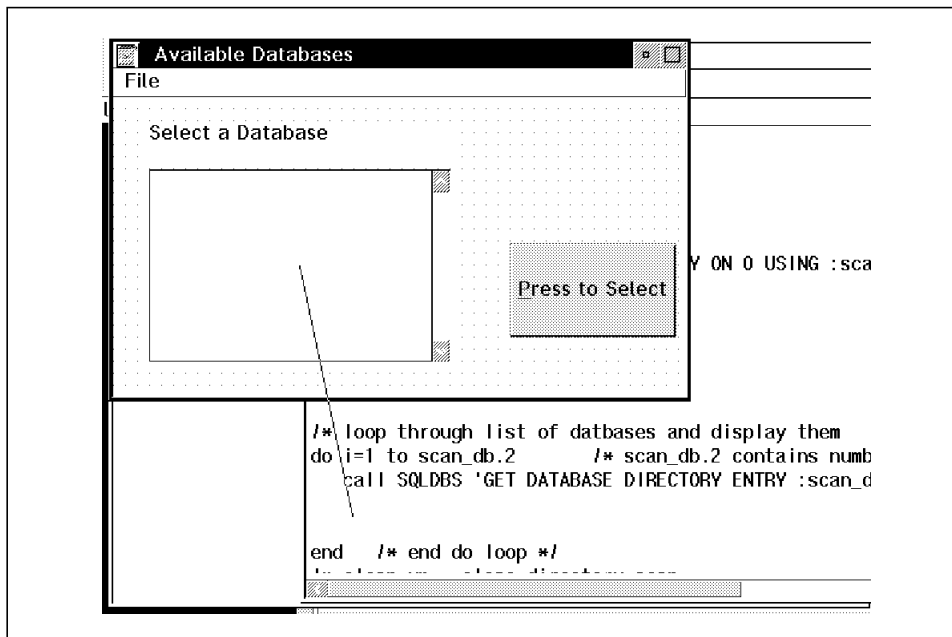 Available Databases
File
Select a Database
Y ON 0 USING :sca
Press to Select
/* loop through list of datbases and display them
do i=1 to scan_db.2 /* scan_db.2 contains numb
call SQLDBS 'GET DATABASE DIRECTORY ENTRY :scan_d
end /* end do loop */